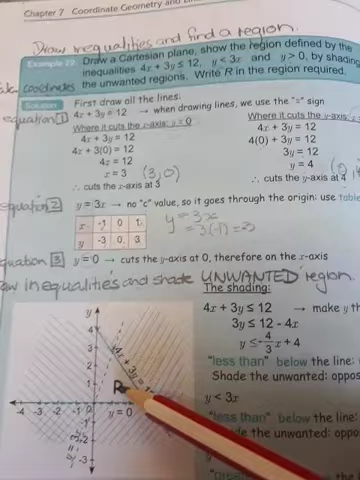 Chapter 7 Coordinate Geometry and
Draw inequalities and find a region.
Example 23 Draw a Cartesian plane, show the region defined by the
inequalities 4x + 3y ≤ 12, y < 3x and y > 0, by shading
the unwanted regions. Write R in the region required.
coordinates
Solution First draw all the lines:
equation 1 4x + 3y = 12 → when drawing lines, we use the "=" sign
Where it cuts the x-axis: y = 0
4x + 3y = 12
4x + 3(0) = 12
4x = 12
x = 3 (3,0)
∴ cuts the x-axis at 3
Where it cuts the y-axis:
4x + 3y = 12
4(0) + 3y = 12
3y = 12
y = 4
∴ cuts the y-axis at 4
equation 2 y = 3x → no "c" value, so it goes through the origin: use
x -1 0 1
y -3 0 3
y = 3x
= 3(-1) =
equation 3 y = 0 → cuts the y-axis at 0, therefore on the x-axis
inequalities and shade UNWANTED region.
The shading:
4x + 3y ≤ 12 → make y
3y ≤ 12 - 4x
y ≤ -4/3 x + 4
"less than" below the line:
Shade the unwanted:
y < 3x
"less than" below the line:
Shade the unwanted:
y
4
3
2
1
4x + 3y =
R
-4 -3 -2 -1 0 1 2
y = 0
-3